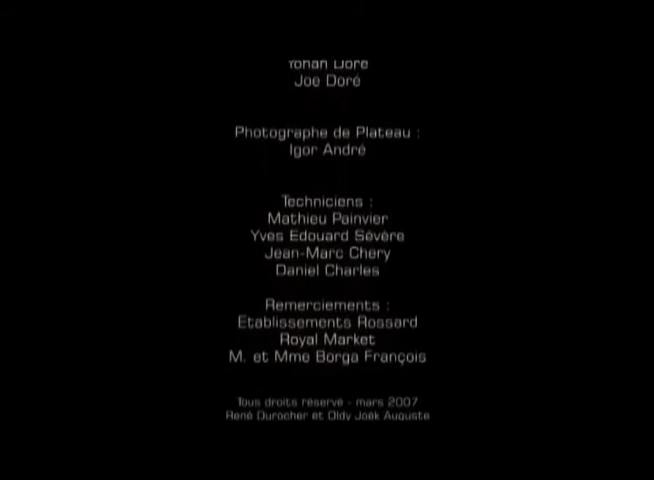 Yohan Doré
Joe Doré
Photographe de Plateau :
Igor André
Techniciens :
Mathieu Painvier
Yves Edouard Sévère
Jean-Marc Chery
Daniel Charles
Remerciements :
Etablissements Rossard
Royal Market
M. et Mme Borga François
Tous droits reservé - mars 2007
René Durocher et Oldy Joël Auguste